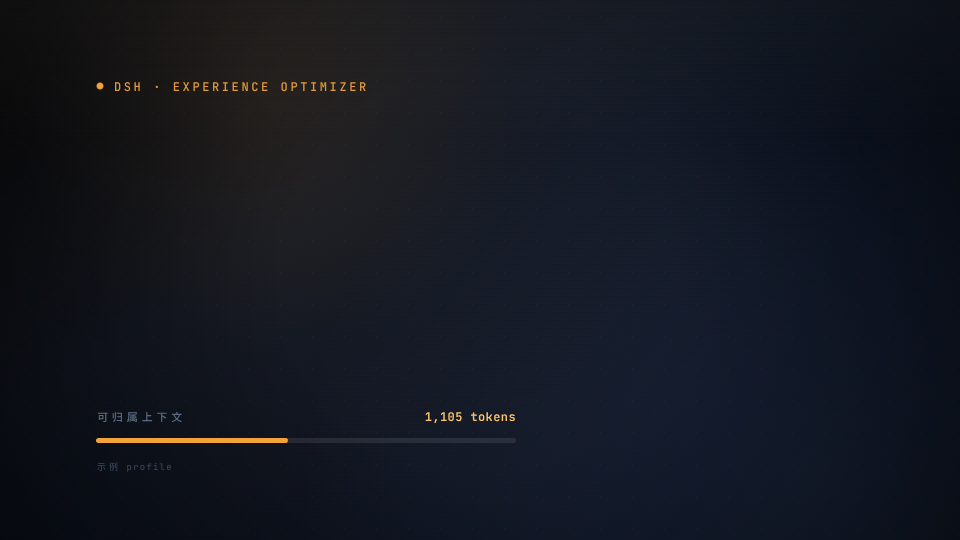 DSH · EXPERIENCE OPTIMIZER
可归属上下文 1,105 tokens
示例 profile